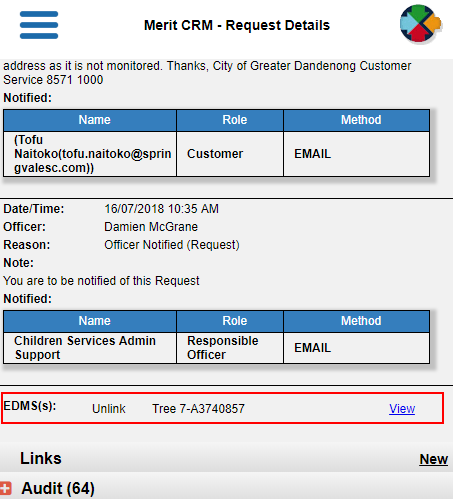 Merit CRM - Request Details
address as it is not monitored. Thanks, City of Greater Dandenong Customer
Service 8571 1000
Notified:
Name Role Method
(Tofu
Naitoko(tofu.naitoko@sprin
gvalesc.com)) Customer EMAIL
Date/Time: 16/07/2018 10:35 AM
Officer: Damien McGrane
Reason: Officer Notified (Request)
Note:
You are to be notified of this Request
Notified:
Name Role Method
Children Services Admin Responsible
Support Officer EMAIL
EDMS(s): Unlink Tree 7-A3740857 View
Links New
Audit (64)